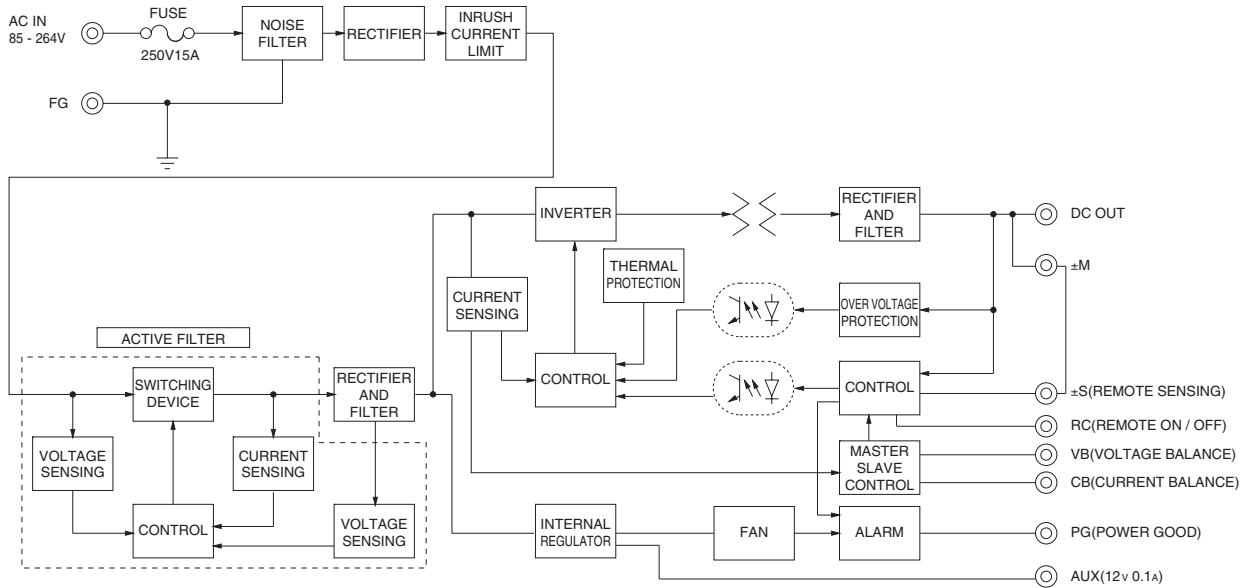 AC IN
85 - 264V
FUSE
250V15A
NOISE
FILTER
RECTIFIER
INRUSH
CURRENT
LIMIT
FG
INVERTER
RECTIFIER
AND
FILTER
DC OUT
±M
THERMAL
PROTECTION
CURRENT
SENSING
OVER VOLTAGE
PROTECTION
CONTROL
CONTROL
±S(REMOTE SENSING)
RC(REMOTE ON / OFF)
MASTER
SLAVE
CONTROL
VB(VOLTAGE BALANCE)
CB(CURRENT BALANCE)
ACTIVE FILTER
SWITCHING
DEVICE
RECTIFIER
AND
FILTER
VOLTAGE
SENSING
CURRENT
SENSING
CONTROL
VOLTAGE
SENSING
INTERNAL
REGULATOR
FAN
ALARM
PG(POWER GOOD)
AUX(12V 0.1A)